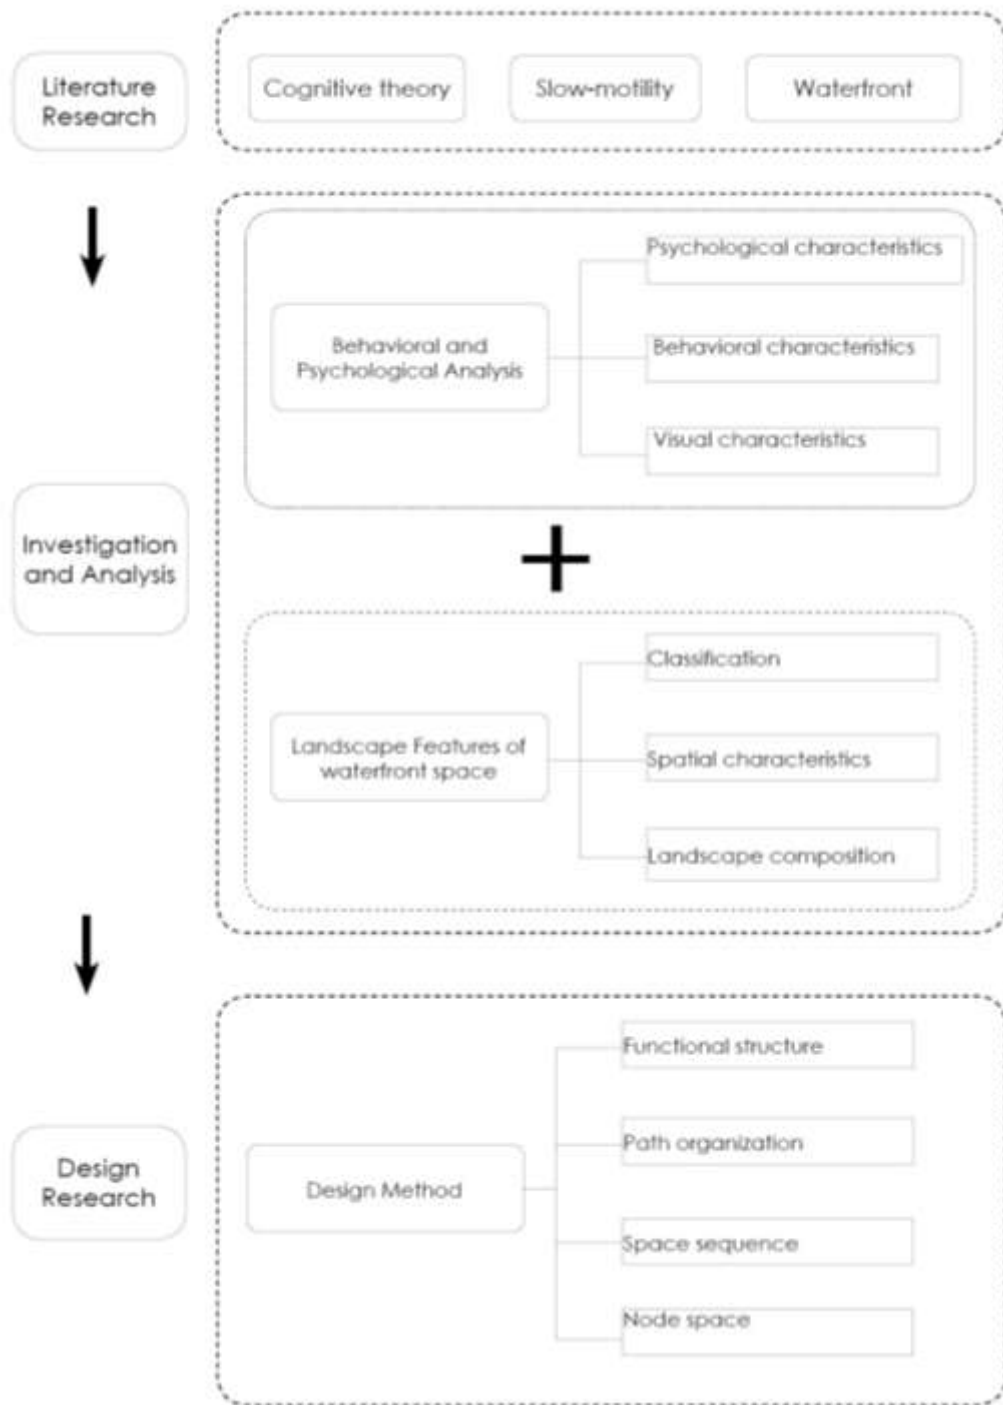 Literature
Research
Cognitive theory
Slow-motility
Waterfront
Psychological characteristics
Behavioral and
Psychological Analysis
Behavioral characteristics
Visual characteristics
Investigation
and Analysis
Classification
Landscape Features of
waterfront space
Spatial characteristics
Landscape composition
Functional structure
Path organization
Design
Research
Design Method
Space sequence
Node space